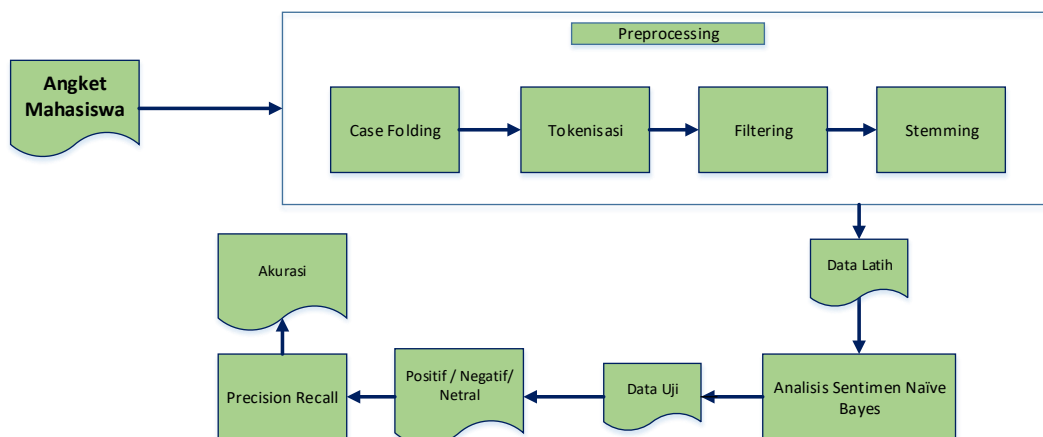 Preprocessing
Angket
Mahasiswa
Case Folding
Tokenisasi
Filtering
Stemming
Data Latih
Analisis Sentimen Naïve
Bayes
Data Uji
Positif / Negatif/
Netral
Precision Recall
Akurasi